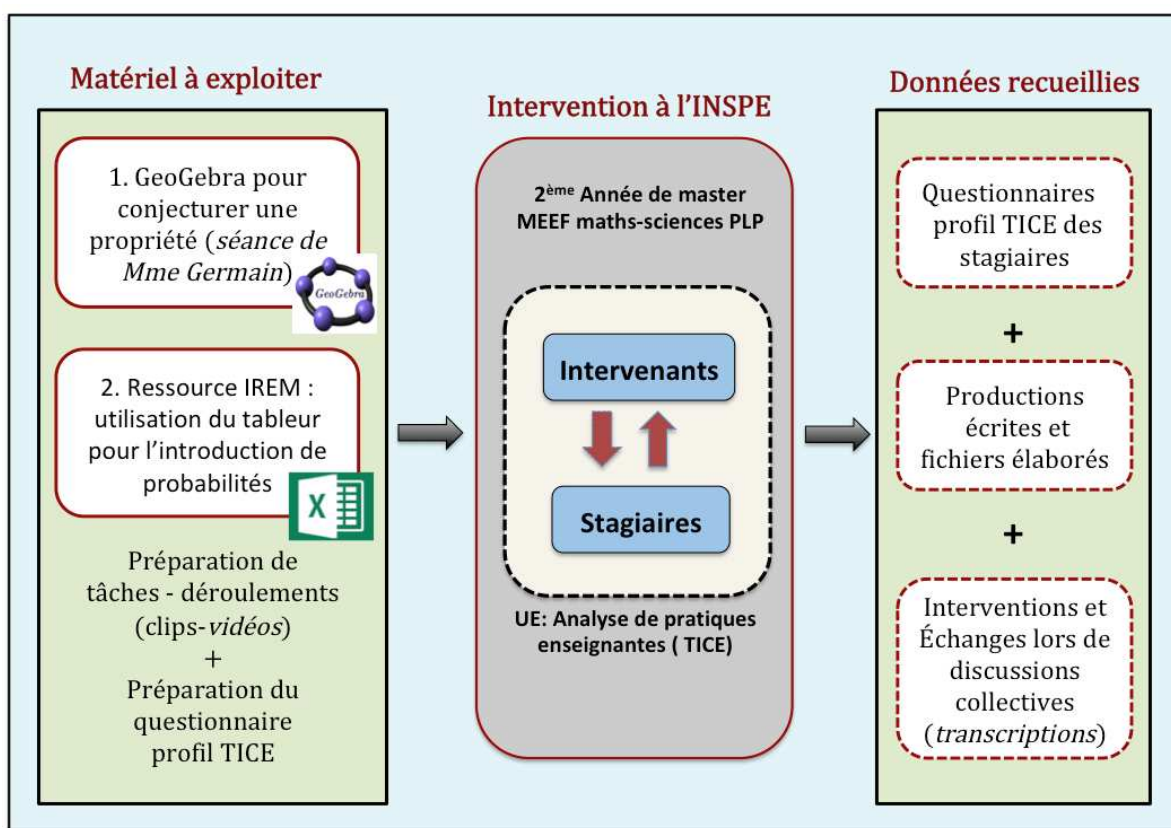 Matériel à exploiter
1. GeoGebra pour
conjecturer une
propriété (séance de
Mme Germain)
GeoGebra
2. Ressource IREM :
utilisation du tableur
pour l'introduction de
probabilités
X
Préparation de
tâches - déroulements
(clips-vidéos)
+
Préparation du
questionnaire
profil TICE
Intervention à l'INSPE
2ème Année de master
MEEF maths-sciences PLP
Intervenants
Stagiaires
UE: Analyse de pratiques
enseignantes ( TICE)
Données recueillies
Questionnaires
profil TICE des
stagiaires
+
Productions
écrites et
fichiers élaborés
+
Interventions et
Échanges lors de
discussions
collectives
(transcriptions)